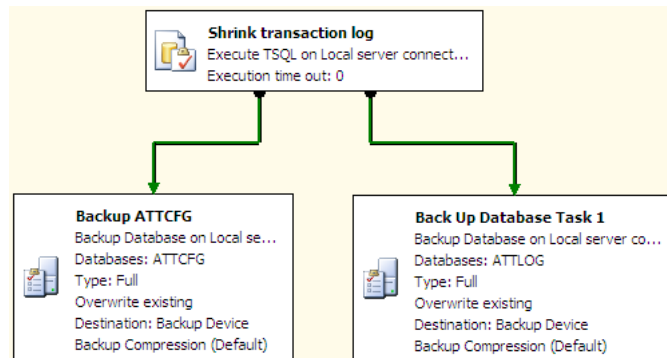 Shrink transaction log
Execute TSQL on Local server connect...
Execution time out: 0
Backup ATTCFG
Backup Database on Local se...
Databases: ATTCFG
Type: Full
Overwrite existing
Destination: Backup Device
Backup Compression (Default)
Back Up Database Task 1
Backup Database on Local server co...
Databases: ATTLOG
Type: Full
Overwrite existing
Destination: Backup Device
Backup Compression (Default)